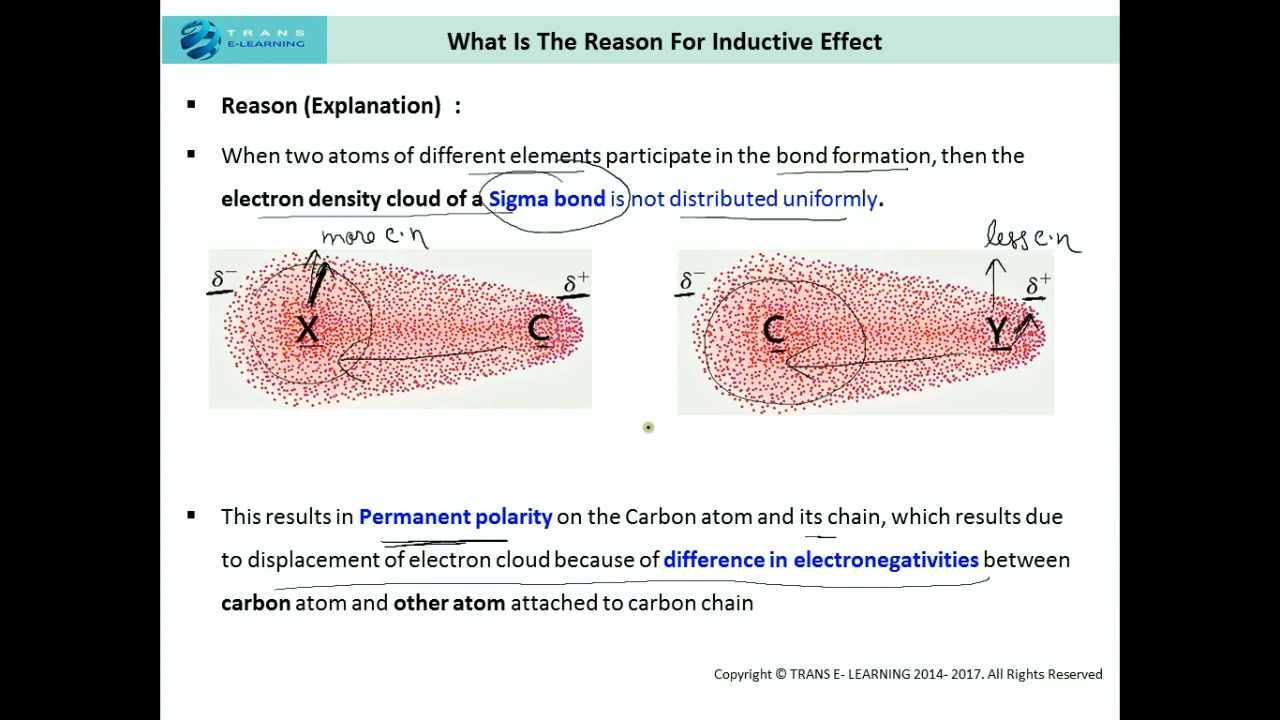 TRANS
E-LEARNING
What Is The Reason For Inductive Effect
▪ Reason (Explanation) :
▪ When two atoms of different elements participate in the bond formation, then the
electron density cloud of a Sigma bond is not distributed uniformly.
more e.n
less e.n
δ⁻ δ⁺ δ⁻ δ⁺
X C C Y
▪ This results in Permanent polarity on the Carbon atom and its chain, which results due
to displacement of electron cloud because of difference in electronegativities between
carbon atom and other atom attached to carbon chain
Copyright © TRANS E- LEARNING 2014- 2017. All Rights Reserved